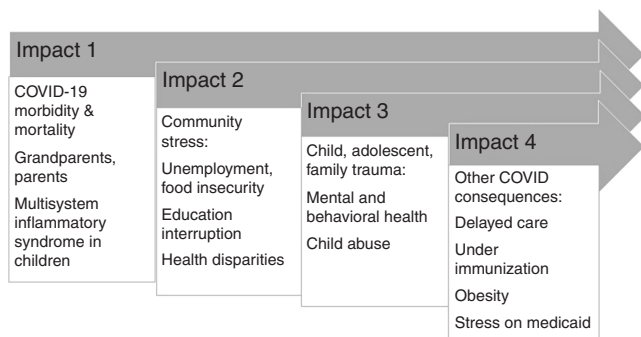 Impact 1
COVID-19
morbidity &
mortality
Grandparents,
parents
Multisystem
inflammatory
syndrome in
children
Impact 2
Community
stress:
Unemployment,
food insecurity
Education
interruption
Health disparities
Impact 3
Child, adolescent,
family trauma:
Mental and
behavioral health
Child abuse
Impact 4
Other COVID
consequences:
Delayed care
Under
immunization
Obesity
Stress on medicaid